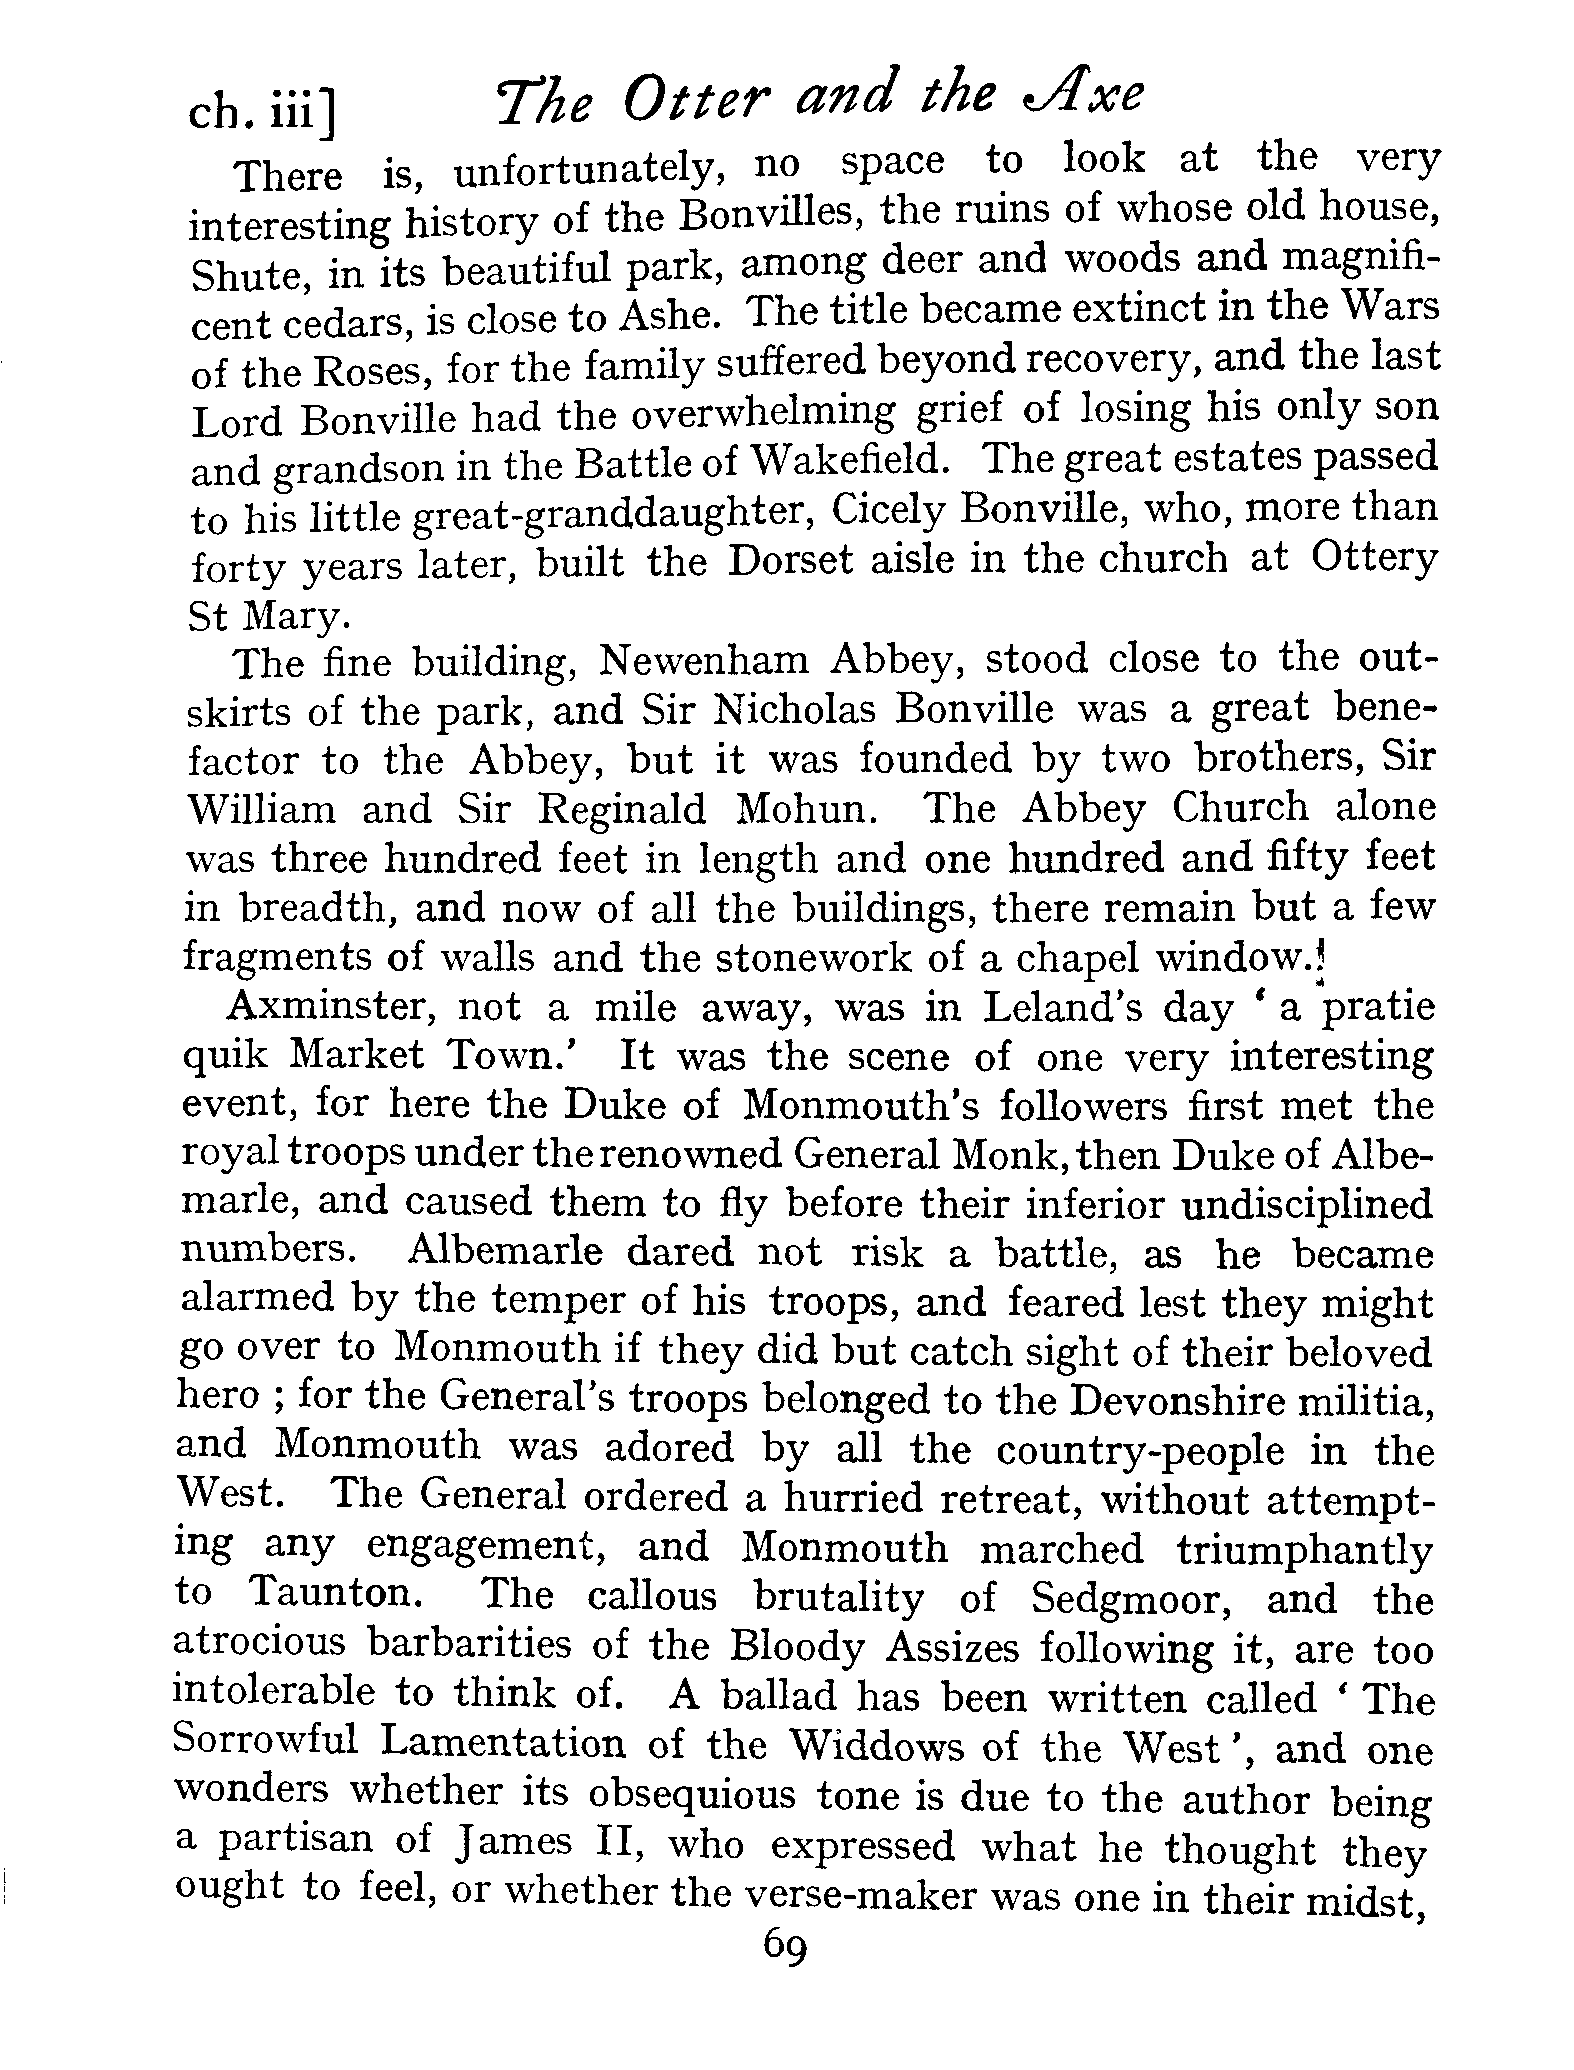 ch. iii] The Otter and the Axe
There is, unfortunately, no space to look at the very
interesting history of the Bonvilles, the ruins of whose old house,
Shute, in its beautiful park, among deer and woods and magnifi-
cent cedars, is close to Ashe. The title became extinct in the Wars
of the Roses, for the family suffered beyond recovery, and the last
Lord Bonville had the overwhelming grief of losing his only son
and grandson in the Battle of Wakefield. The great estates passed
to his little great-granddaughter, Cicely Bonville, who, more than
forty years later, built the Dorset aisle in the church at Ottery
St Mary.
The fine building, Newenham Abbey, stood close to the out-
skirts of the park, and Sir Nicholas Bonville was a great bene-
factor to the Abbey, but it was founded by two brothers, Sir
William and Sir Reginald Mohun. The Abbey Church alone
was three hundred feet in length and one hundred and fifty feet
in breadth, and now of all the buildings, there remain but a few
fragments of walls and the stonework of a chapel window.
Axminster, not a mile away, was in Leland's day ‘ a pratie
quik Market Town.’ It was the scene of one very interesting
event, for here the Duke of Monmouth's followers first met the
royal troops under the renowned General Monk, then Duke of Albe-
marle, and caused them to fly before their inferior undisciplined
numbers. Albemarle dared not risk a battle, as he became
alarmed by the temper of his troops, and feared lest they might
go over to Monmouth if they did but catch sight of their beloved
hero ; for the General's troops belonged to the Devonshire militia,
and Monmouth was adored by all the country-people in the
West. The General ordered a hurried retreat, without attempt-
ing any engagement, and Monmouth marched triumphantly
to Taunton. The callous brutality of Sedgmoor, and the
atrocious barbarities of the Bloody Assizes following it, are too
intolerable to think of. A ballad has been written called ‘ The
Sorrowful Lamentation of the Widdows of the West ’, and one
wonders whether its obsequious tone is due to the author being
a partisan of James II, who expressed what he thought they
ought to feel, or whether the verse-maker was one in their midst,
69